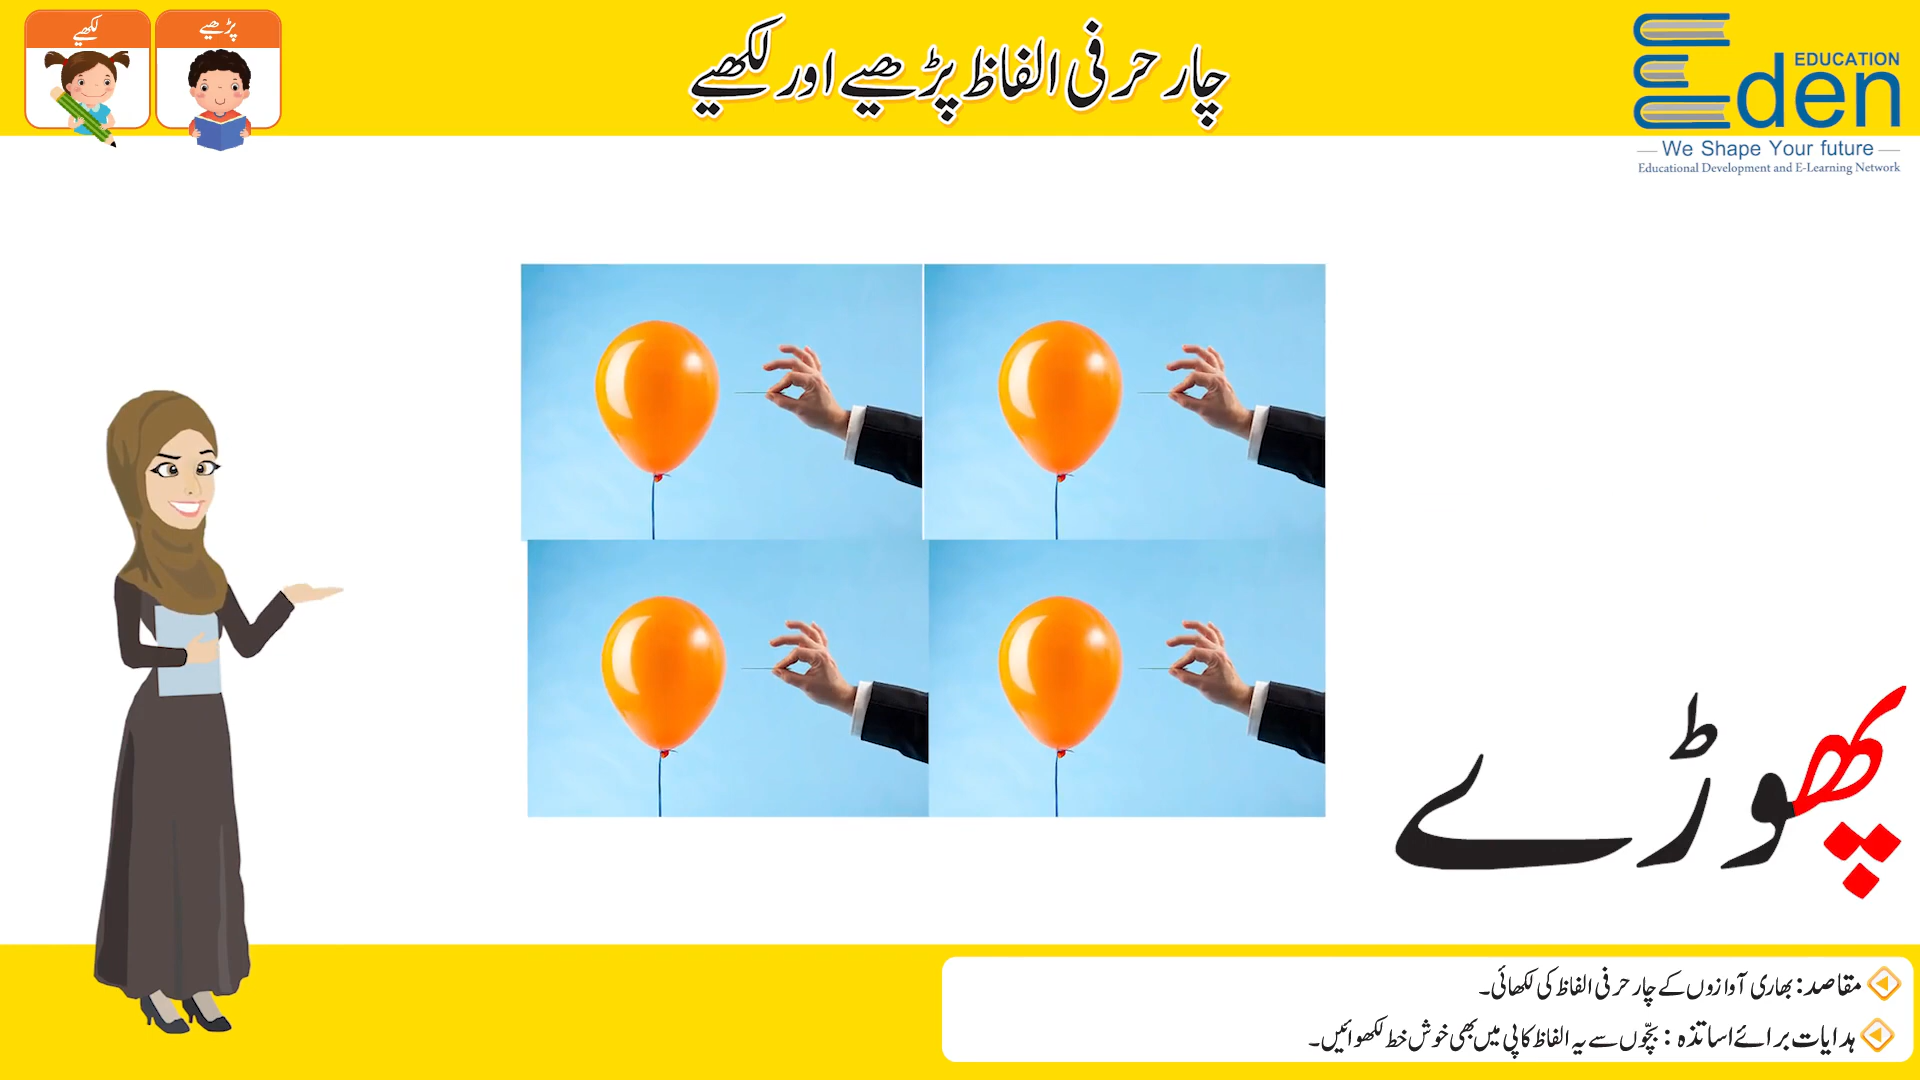 لکھیے
پڑھیے
چار حرفی الفاظ پڑھیے اور لکھیے
EDUCATION
Eden
We Shape Your future
Educational Development and E-Learning Network
پھوڑے
مقاصد: بھاری آوازوں کے چار حرفی الفاظ کی لکھائی۔
ہدایات برائے اساتذہ : بچّوں سے یہ الفاظ کاپی میں بھی خوش خط لکھوائیں۔